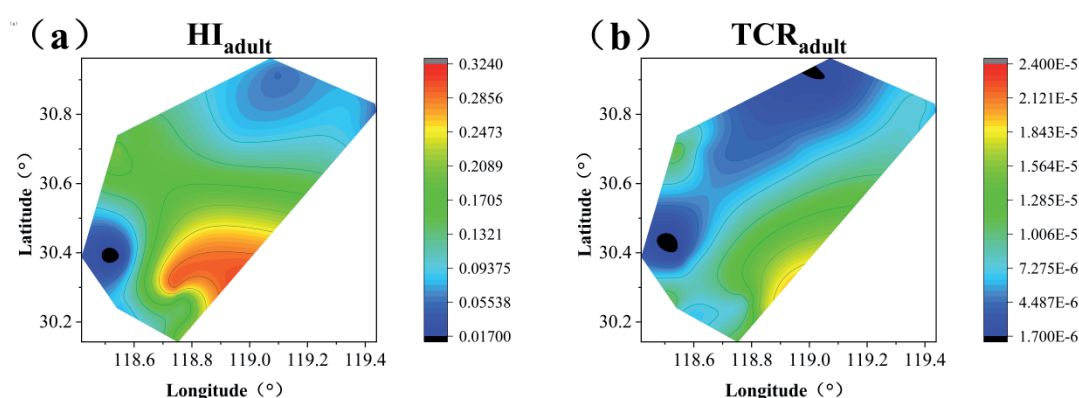 (a)
（a） HI adult
0.3240
0.2856
0.2473
0.2089
0.1705
0.1321
0.09375
0.05538
0.01700
30.8
30.6
30.4
30.2
Latitude（°）
118.6 118.8 119.0 119.2 119.4
Longitude（°）
（b） TCR adult
2.400E-5
2.121E-5
1.843E-5
1.564E-5
1.285E-5
1.006E-5
7.275E-6
4.487E-6
1.700E-6
30.8
30.6
30.4
30.2
Latitude（°）
118.6 118.8 119.0 119.2 119.4
Longitude（°）